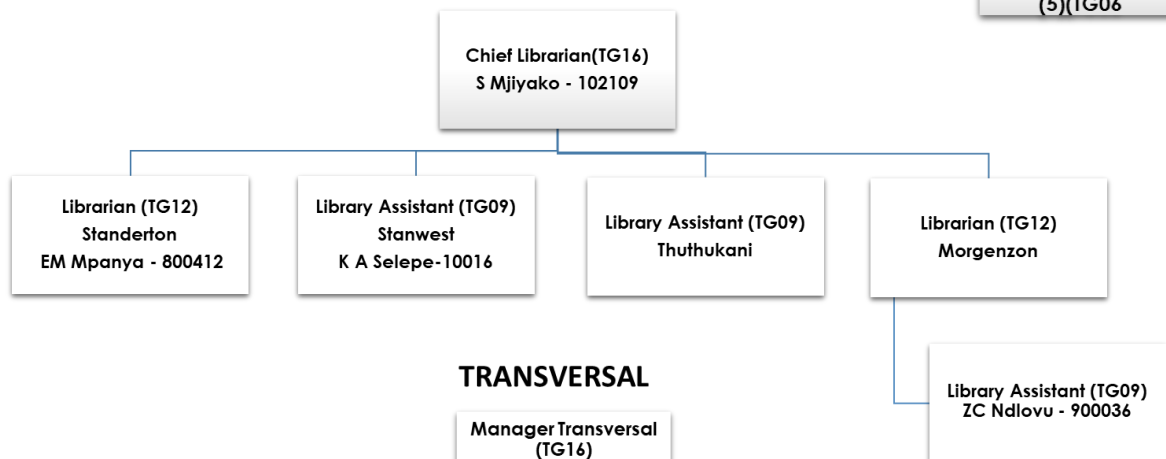 (5)(TG06
Chief Librarian(TG16)
S Mjiyako - 102109
Librarian (TG12)
Standerton
EM Mpanya - 800412
Library Assistant (TG09)
Stanwest
K A Selepe-10016
Library Assistant (TG09)
Thuthukani
Librarian (TG12)
Morgenzon
Library Assistant (TG09)
ZC Ndlovu - 900036
TRANSVERSAL
Manager Transversal
(TG16)